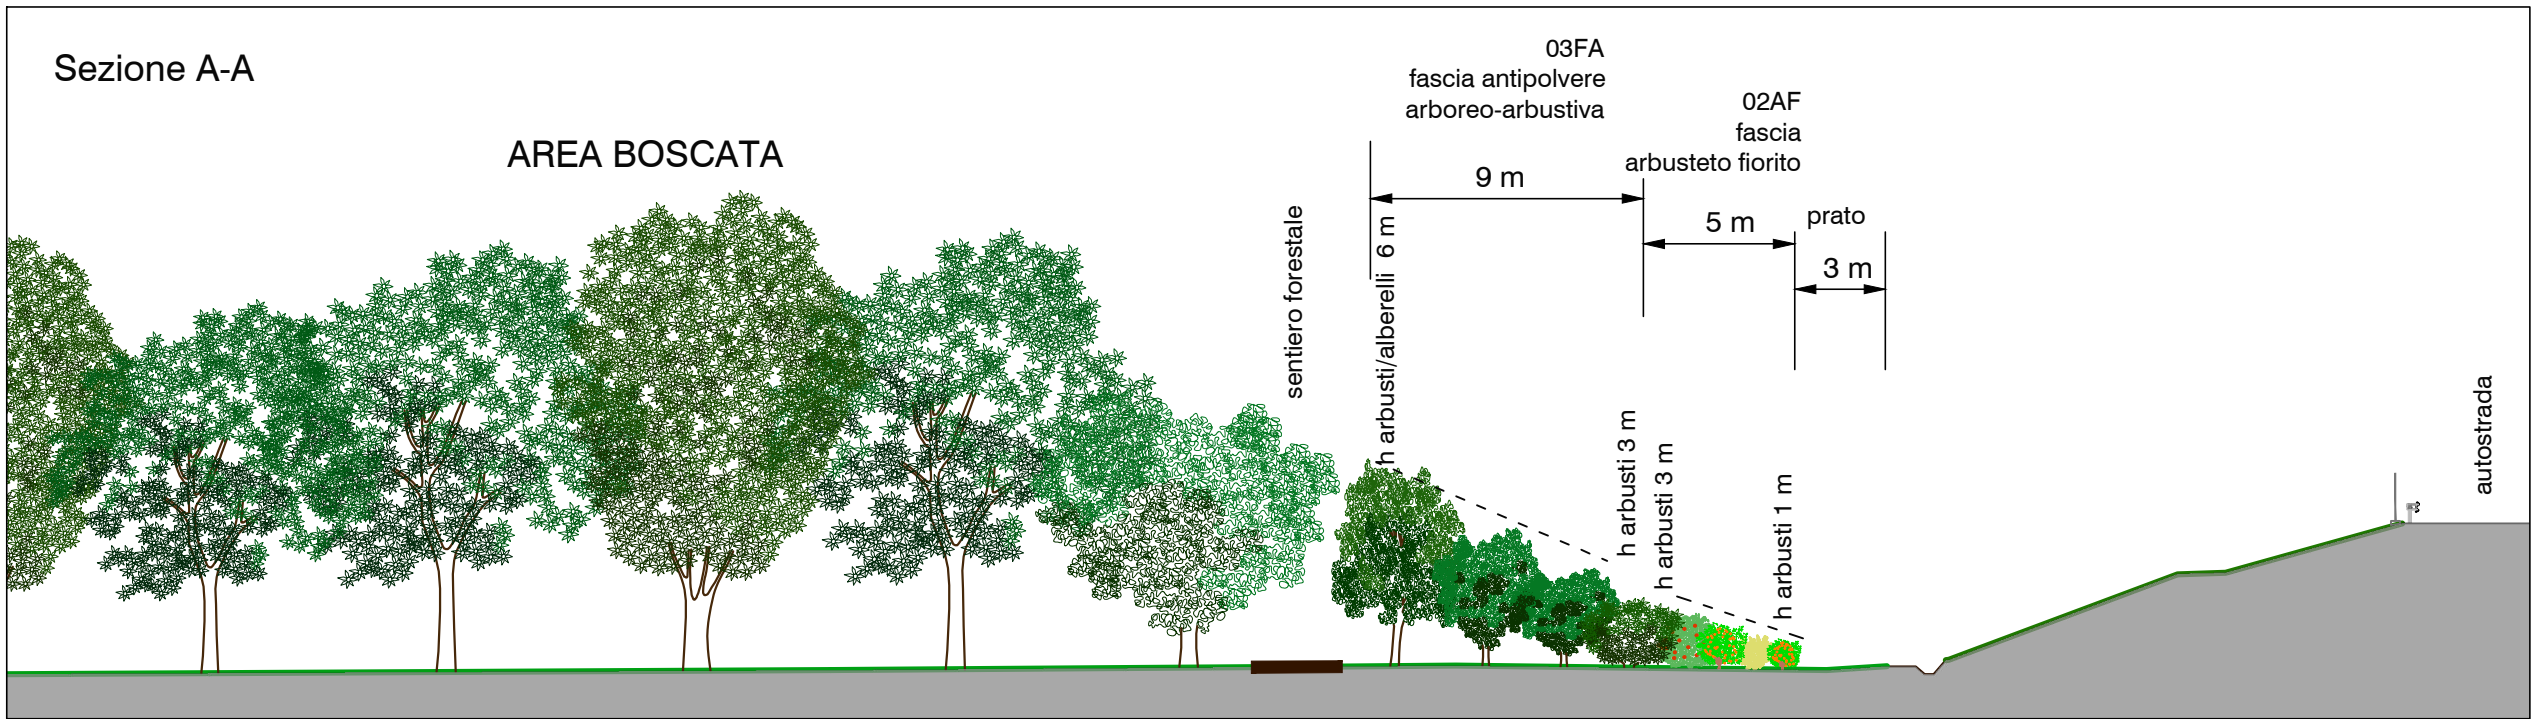 Sezione A-A
AREA BOSCATA
03FA
fascia antipolvere
arboreo-arbustiva
02AF
fascia
arbusteto fiorito
9 m
5 m
prato
3 m
sentiero forestale
h arbusti/alberelli 6 m
h arbusti 3 m
h arbusti 3 m
h arbusti 1 m
autostrada